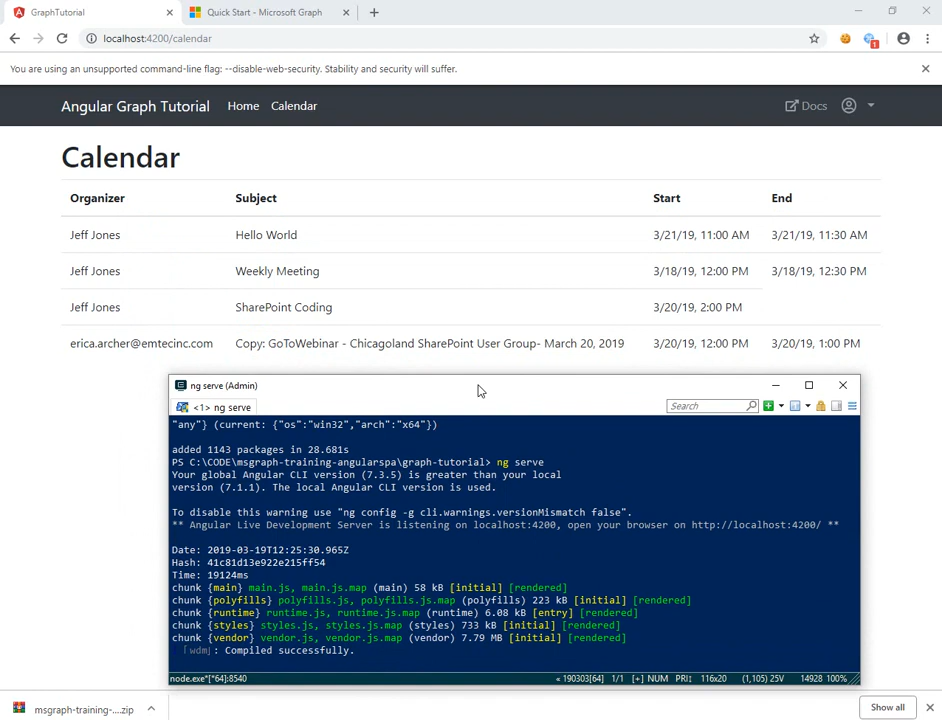 GraphTutorial
Quick Start - Microsoft Graph
localhost:4200/calendar
1
You are using an unsupported command-line flag: --disable-web-security. Stability and security will suffer.
Angular Graph Tutorial Home Calendar Docs
Calendar
Organizer Subject Start End
Jeff Jones Hello World 3/21/19, 11:00 AM 3/21/19, 11:30 AM
Jeff Jones Weekly Meeting 3/18/19, 12:00 PM 3/18/19, 12:30 PM
Jeff Jones SharePoint Coding 3/20/19, 2:00 PM
erica.archer@emtecinc.com Copy: GoToWebinar - Chicagoland SharePoint User Group- March 20, 2019 3/20/19, 12:00 PM 3/20/19, 1:00 PM
ng serve (Admin)
<1> ng serve Search
"any"} (current: {"os":"win32","arch":"x64"})
added 1143 packages in 28.681s
PS C:\CODE\msgraph-training-angularspa\graph-tutorial> ng serve
Your global Angular CLI version (7.3.5) is greater than your local
version (7.1.1). The local Angular CLI version is used.
To disable this warning use "ng config -g cli.warnings.versionMismatch false".
** Angular Live Development Server is listening on localhost:4200, open your browser on http://localhost:4200/ **
Date: 2019-03-19T12:25:30.965Z
Hash: 41c81d13e922e215ff54
Time: 19124ms
chunk {main} main.js, main.js.map (main) 58 kB [initial] [rendered]
chunk {polyfills} polyfills.js, polyfills.js.map (polyfills) 223 kB [initial] [rendered]
chunk {runtime} runtime.js, runtime.js.map (runtime) 6.08 kB [entry] [rendered]
chunk {styles} styles.js, styles.js.map (styles) 733 kB [initial] [rendered]
chunk {vendor} vendor.js, vendor.js.map (vendor) 7.79 MB [initial] [rendered]
｢wdm｣: Compiled successfully.
node.exe*[*64]:8540 « 190303[64] 1/1 [+] NUM PRI↕ 116x20 (1,105) 25V 14928 100%
msgraph-training-....zip Show all